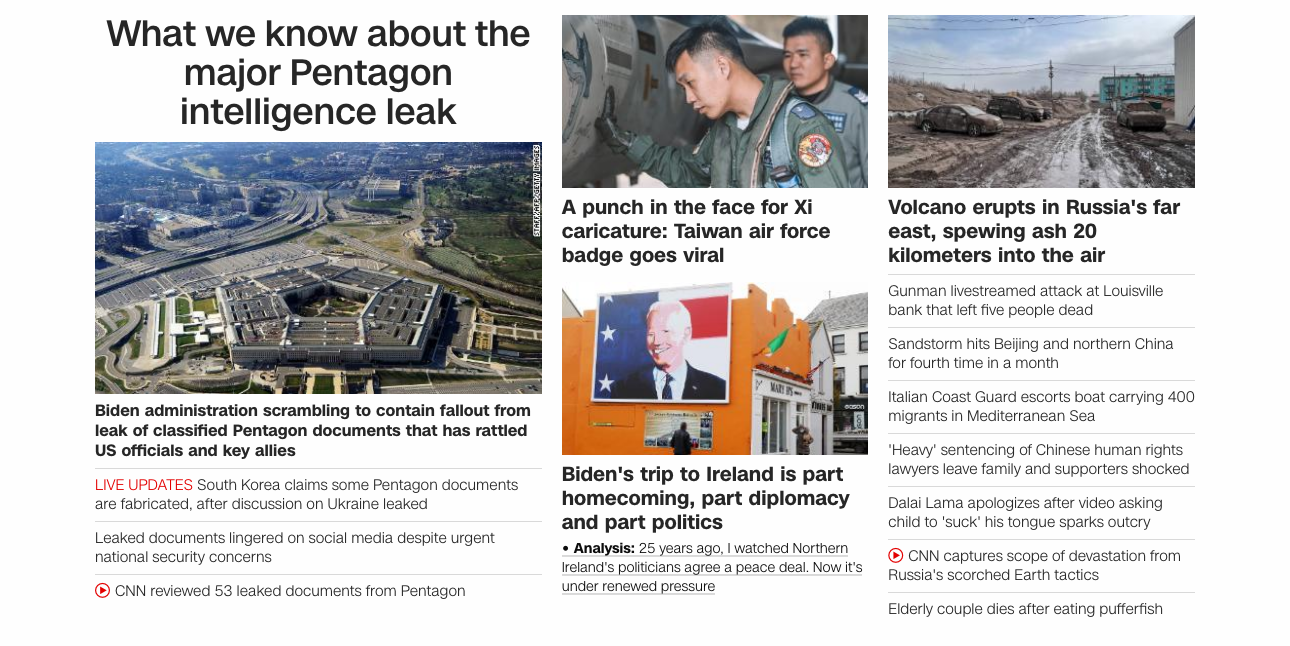 What we know about the
major Pentagon
intelligence leak
Biden administration scrambling to contain fallout from
leak of classified Pentagon documents that has rattled
US officials and key allies
LIVE UPDATES South Korea claims some Pentagon documents
are fabricated, after discussion on Ukraine leaked
Leaked documents lingered on social media despite urgent
national security concerns
CNN reviewed 53 leaked documents from Pentagon
A punch in the face for Xi
caricature: Taiwan air force
badge goes viral
MARY
eason
Biden's trip to Ireland is part
homecoming, part diplomacy
and part politics
• Analysis: 25 years ago, I watched Northern
Ireland's politicians agree a peace deal. Now it's
under renewed pressure
Volcano erupts in Russia's far
east, spewing ash 20
kilometers into the air
Gunman livestreamed attack at Louisville
bank that left five people dead
Sandstorm hits Beijing and northern China
for fourth time in a month
Italian Coast Guard escorts boat carrying 400
migrants in Mediterranean Sea
'Heavy' sentencing of Chinese human rights
lawyers leave family and supporters shocked
Dalai Lama apologizes after video asking
child to 'suck' his tongue sparks outcry
CNN captures scope of devastation from
Russia's scorched Earth tactics
Elderly couple dies after eating pufferfish